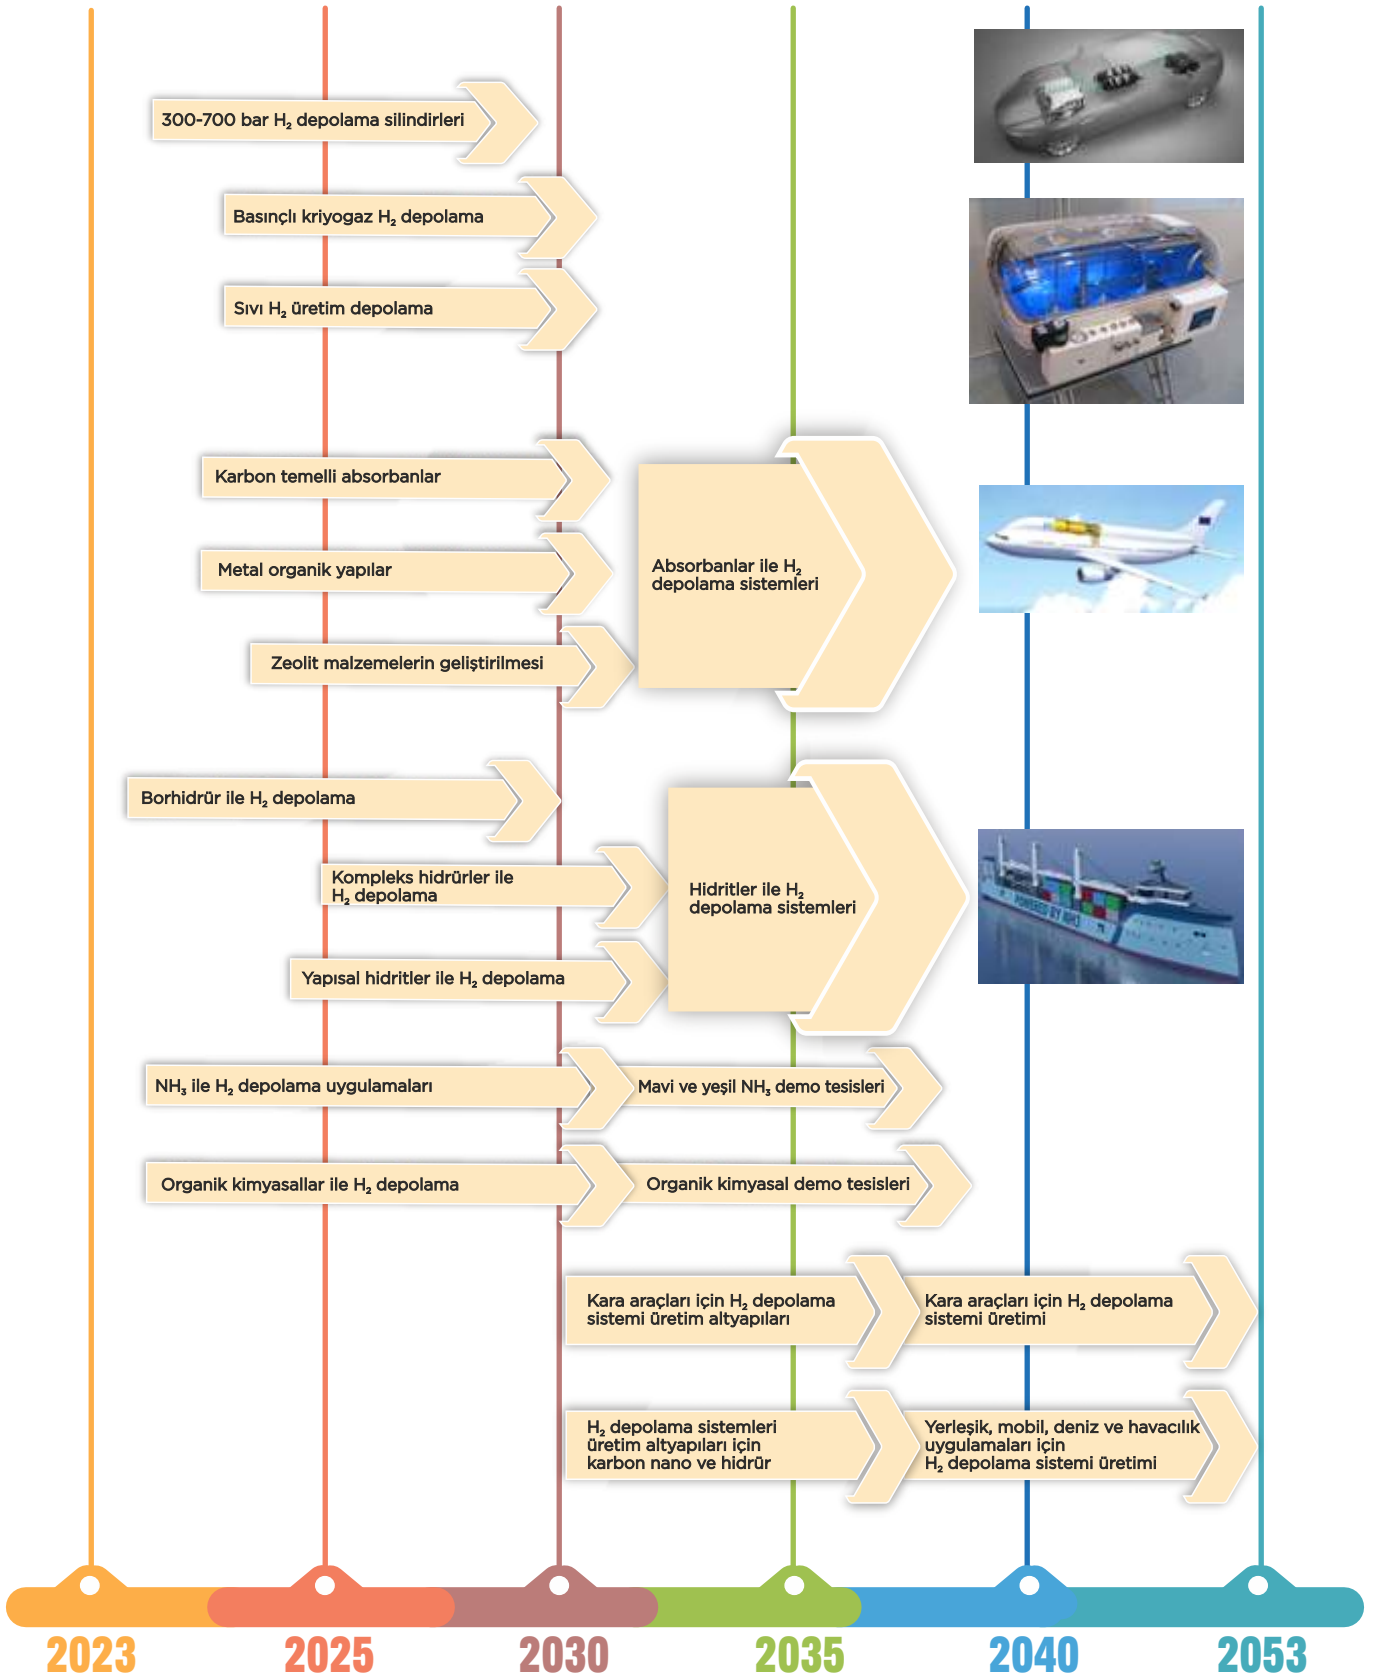 300-700 bar H₂ depolama silindirleri
Basınçlı kriyogaz H₂ depolama
Sıvı H₂ üretim depolama
Karbon temelli absorbanlar
Metal organik yapılar
Zeolit malzemelerin geliştirilmesi
Absorbanlar ile H₂
depolama sistemleri
Borhidrür ile H₂ depolama
Kompleks hidrürler ile
H₂ depolama
Yapısal hidritler ile H₂ depolama
Hidritler ile H₂
depolama sistemleri
POWERED BY NH3
NH₃ ile H₂ depolama uygulamaları
Mavi ve yeşil NH₃ demo tesisleri
Organik kimyasallar ile H₂ depolama
Organik kimyasal demo tesisleri
Kara araçları için H₂ depolama
sistemi üretim altyapıları
Kara araçları için H₂ depolama
sistemi üretimi
H₂ depolama sistemleri
üretim altyapıları için
karbon nano ve hidrür
Yerleşik, mobil, deniz ve havacılık
uygulamaları için
H₂ depolama sistemi üretimi
2023
2025
2030
2035
2040
2053